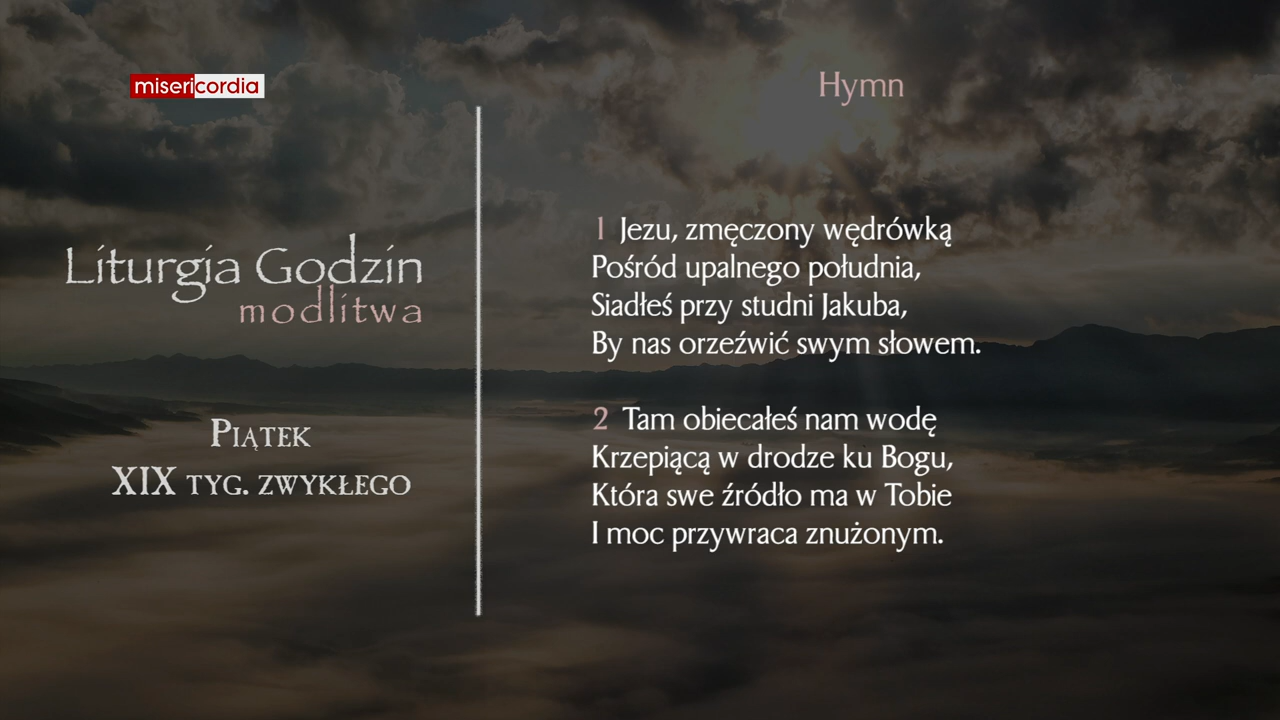 misericordia
Liturgia Godzin
modlitwa
Piątek
XIX tyg. zwykłego
Hymn
1 Jezu, zmęczony wędrówką
Pośród upalnego południa,
Siadłeś przy studni Jakuba,
By nas orzeźwić swym słowem.
2 Tam obiecałeś nam wodę
Krzepiącą w drodze ku Bogu,
Która swe źródło ma w Tobie
I moc przywraca znużonym.